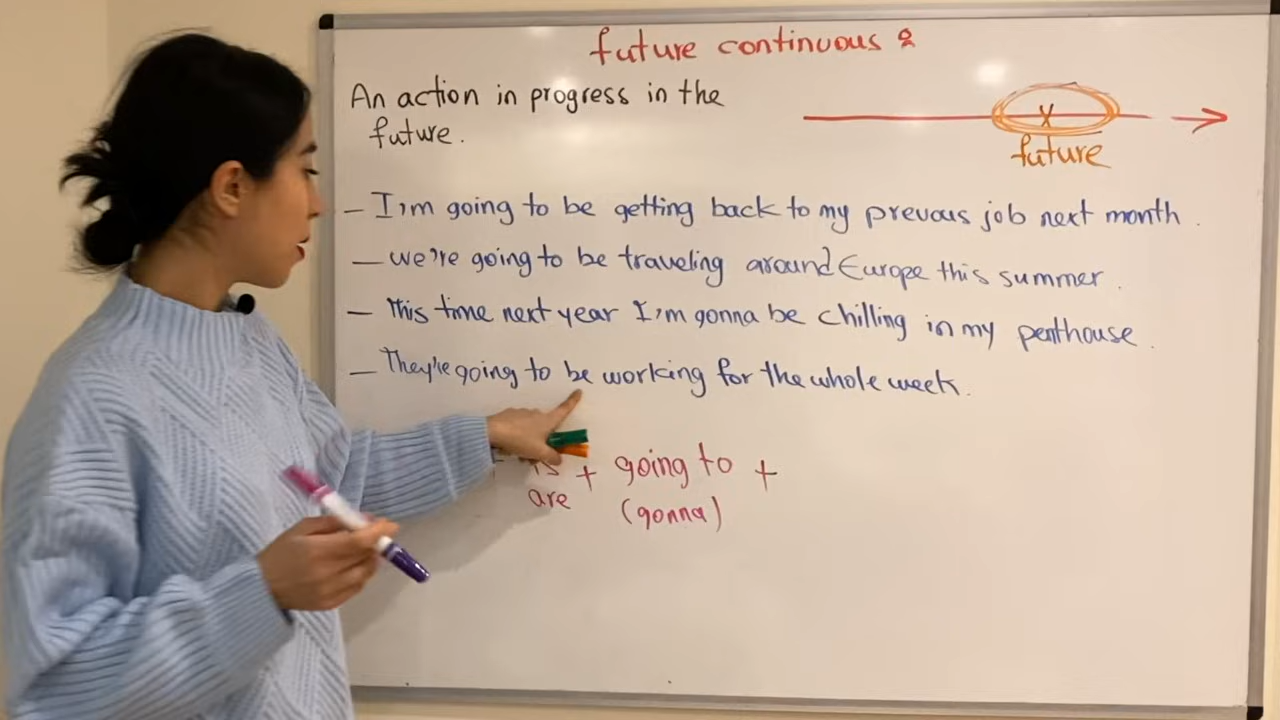 future continuous :
An action in progress in the
future.
future
– I'm going to be getting back to my prevous job next month.
– we're going to be traveling around Europe this summer.
– This time next year I'm gonna be chilling in my penthouse.
– They're going to be working for the whole week.
is + going to +
are (gonna)